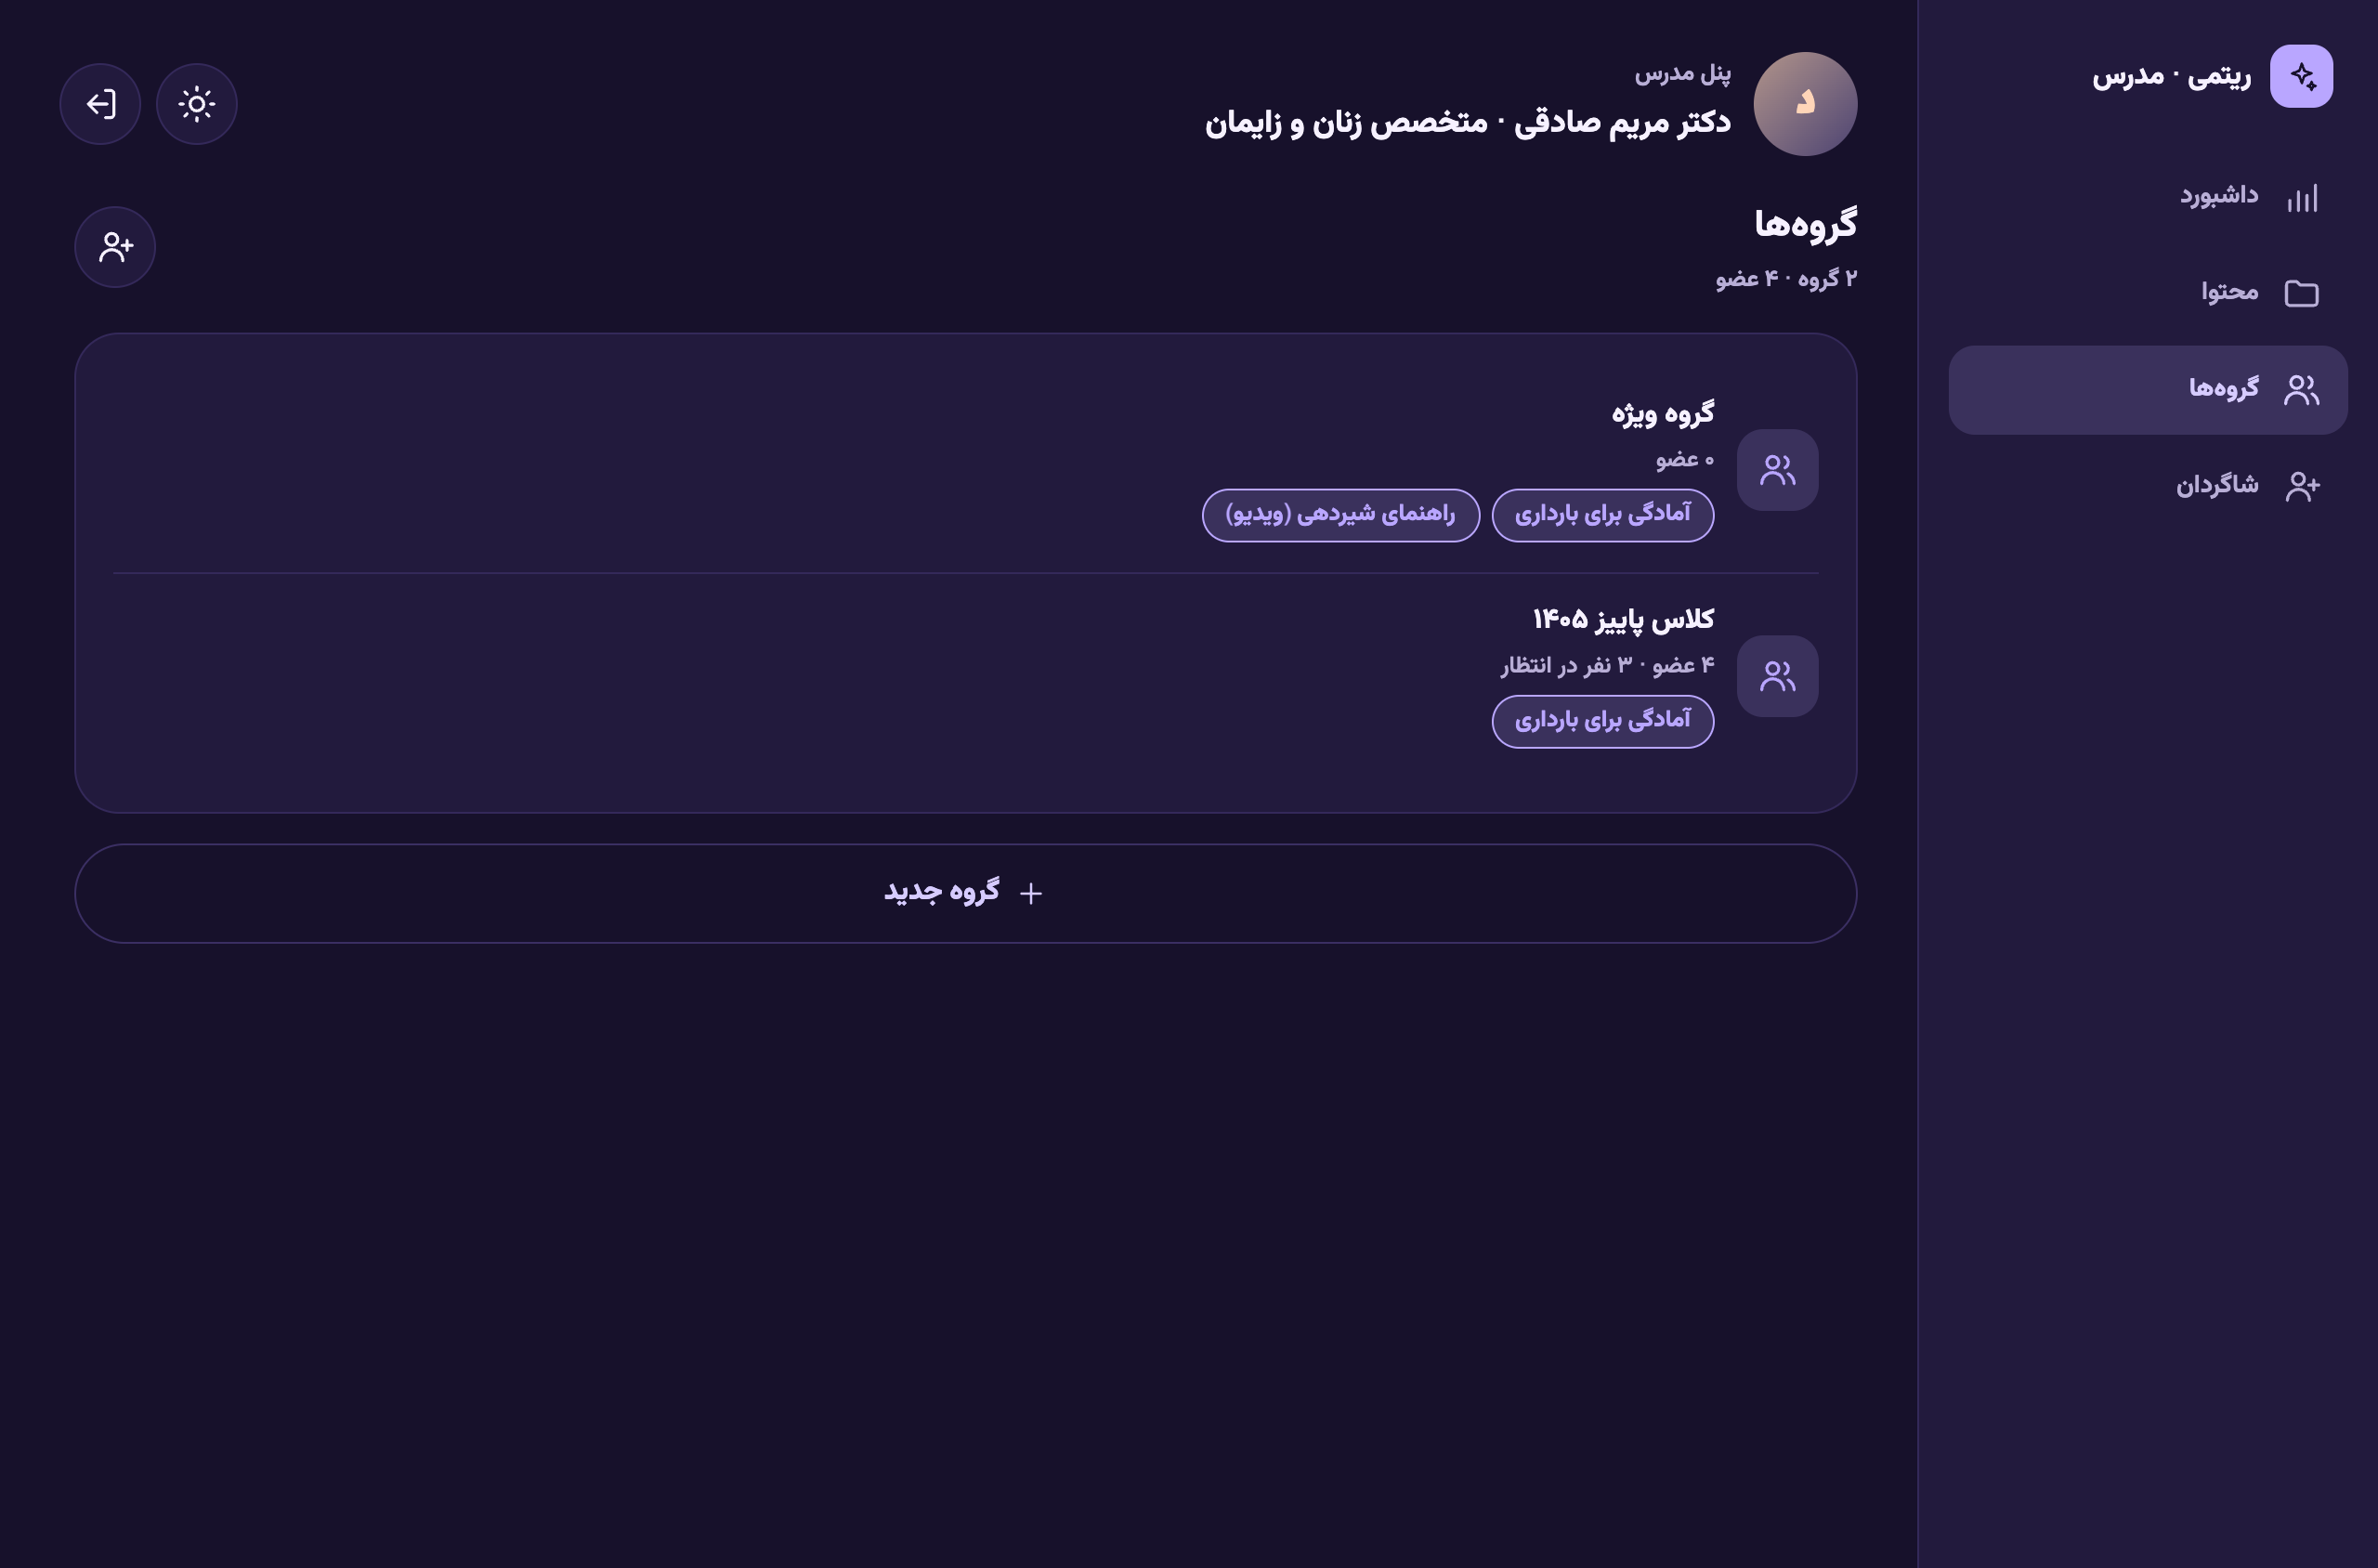 ریتمی · مدرس
داشبورد
محتوا
گروه‌ها
شاگردان
د
پنل مدرس
دکتر مریم صادقی · متخصص زنان و زایمان
گروه‌ها
۲ گروه · ۴ عضو
گروه ویژه
۰ عضو
آمادگی برای بارداری
راهنمای شیردهی (ویدیو)
کلاس پاییز ۱۴۰۵
۴ عضو · ۳ نفر در انتظار
آمادگی برای بارداری
گروه جدید